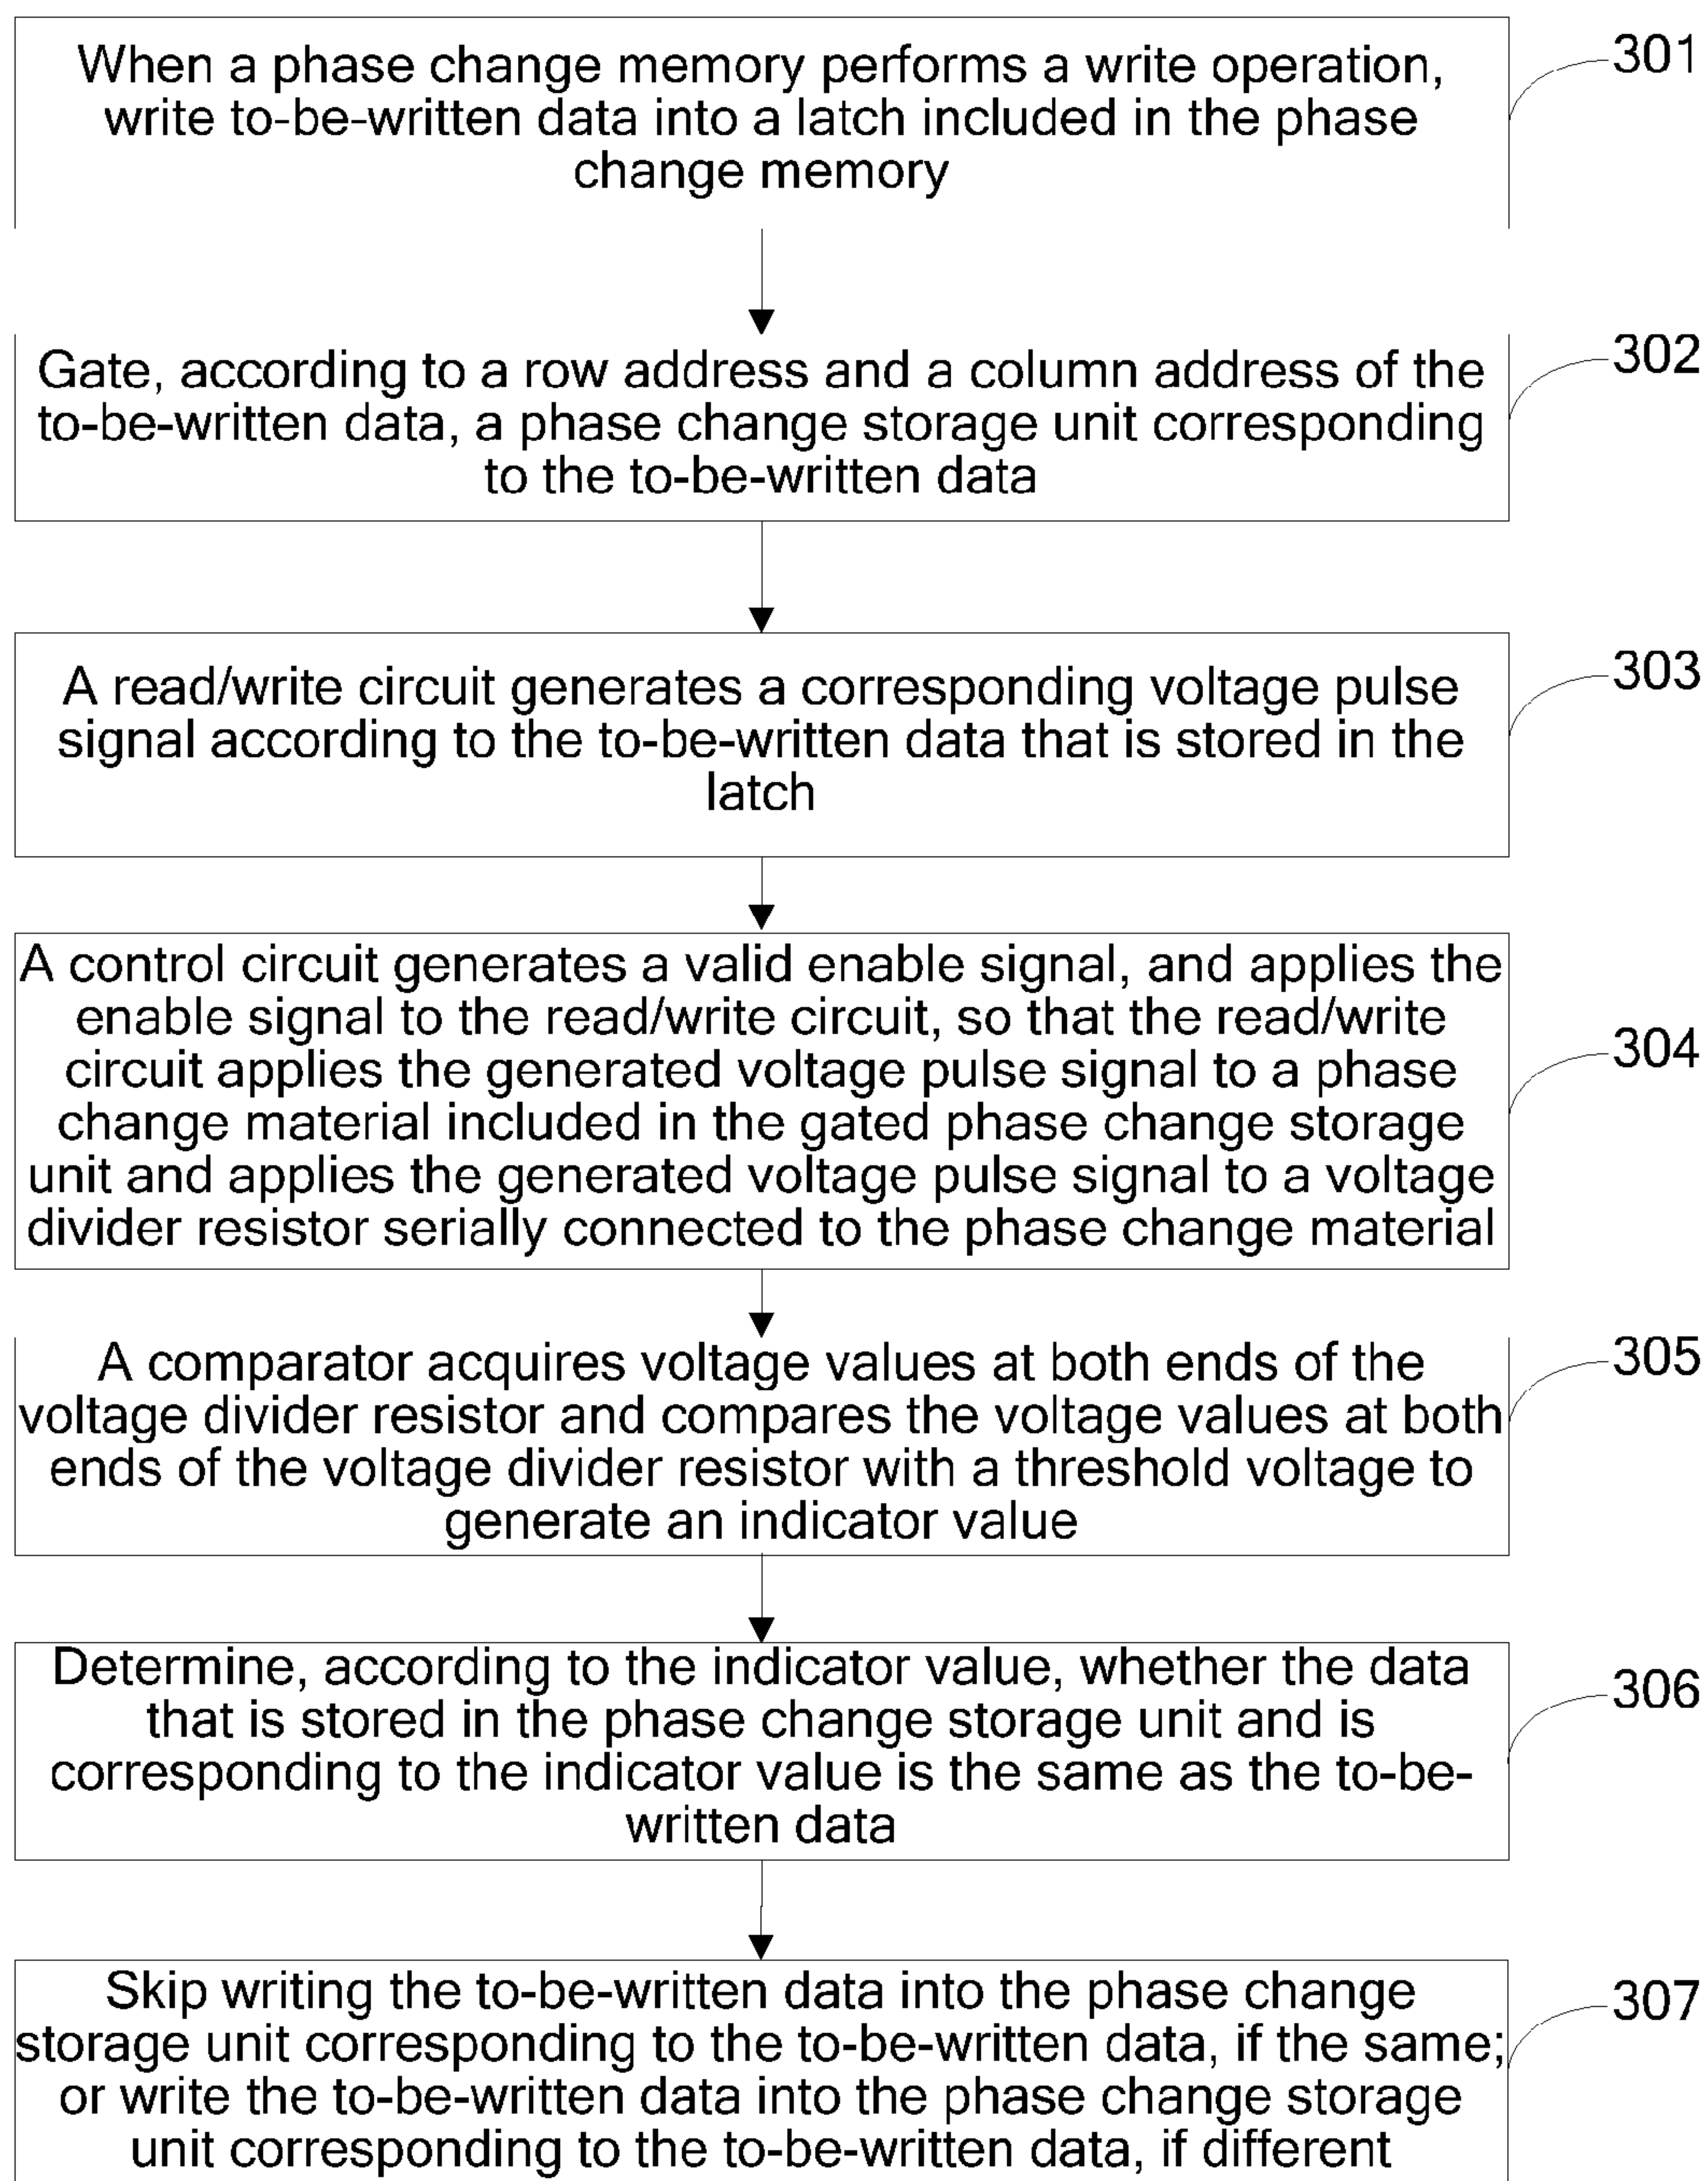 When a phase change memory performs a write operation,
write to-be-written data into a latch included in the phase
change memory
301
Gate, according to a row address and a column address of the
to-be-written data, a phase change storage unit corresponding
to the to-be-written data
302
A read/write circuit generates a corresponding voltage pulse
signal according to the to-be-written data that is stored in the
latch
303
A control circuit generates a valid enable signal, and applies the
enable signal to the read/write circuit, so that the read/write
circuit applies the generated voltage pulse signal to a phase
change material included in the gated phase change storage
unit and applies the generated voltage pulse signal to a voltage
divider resistor serially connected to the phase change material
304
A comparator acquires voltage values at both ends of the
voltage divider resistor and compares the voltage values at both
ends of the voltage divider resistor with a threshold voltage to
generate an indicator value
305
Determine, according to the indicator value, whether the data
that is stored in the phase change storage unit and is
corresponding to the indicator value is the same as the to-be-
written data
306
Skip writing the to-be-written data into the phase change
storage unit corresponding to the to-be-written data, if the same;
or write the to-be-written data into the phase change storage
unit corresponding to the to-be-written data, if different
307